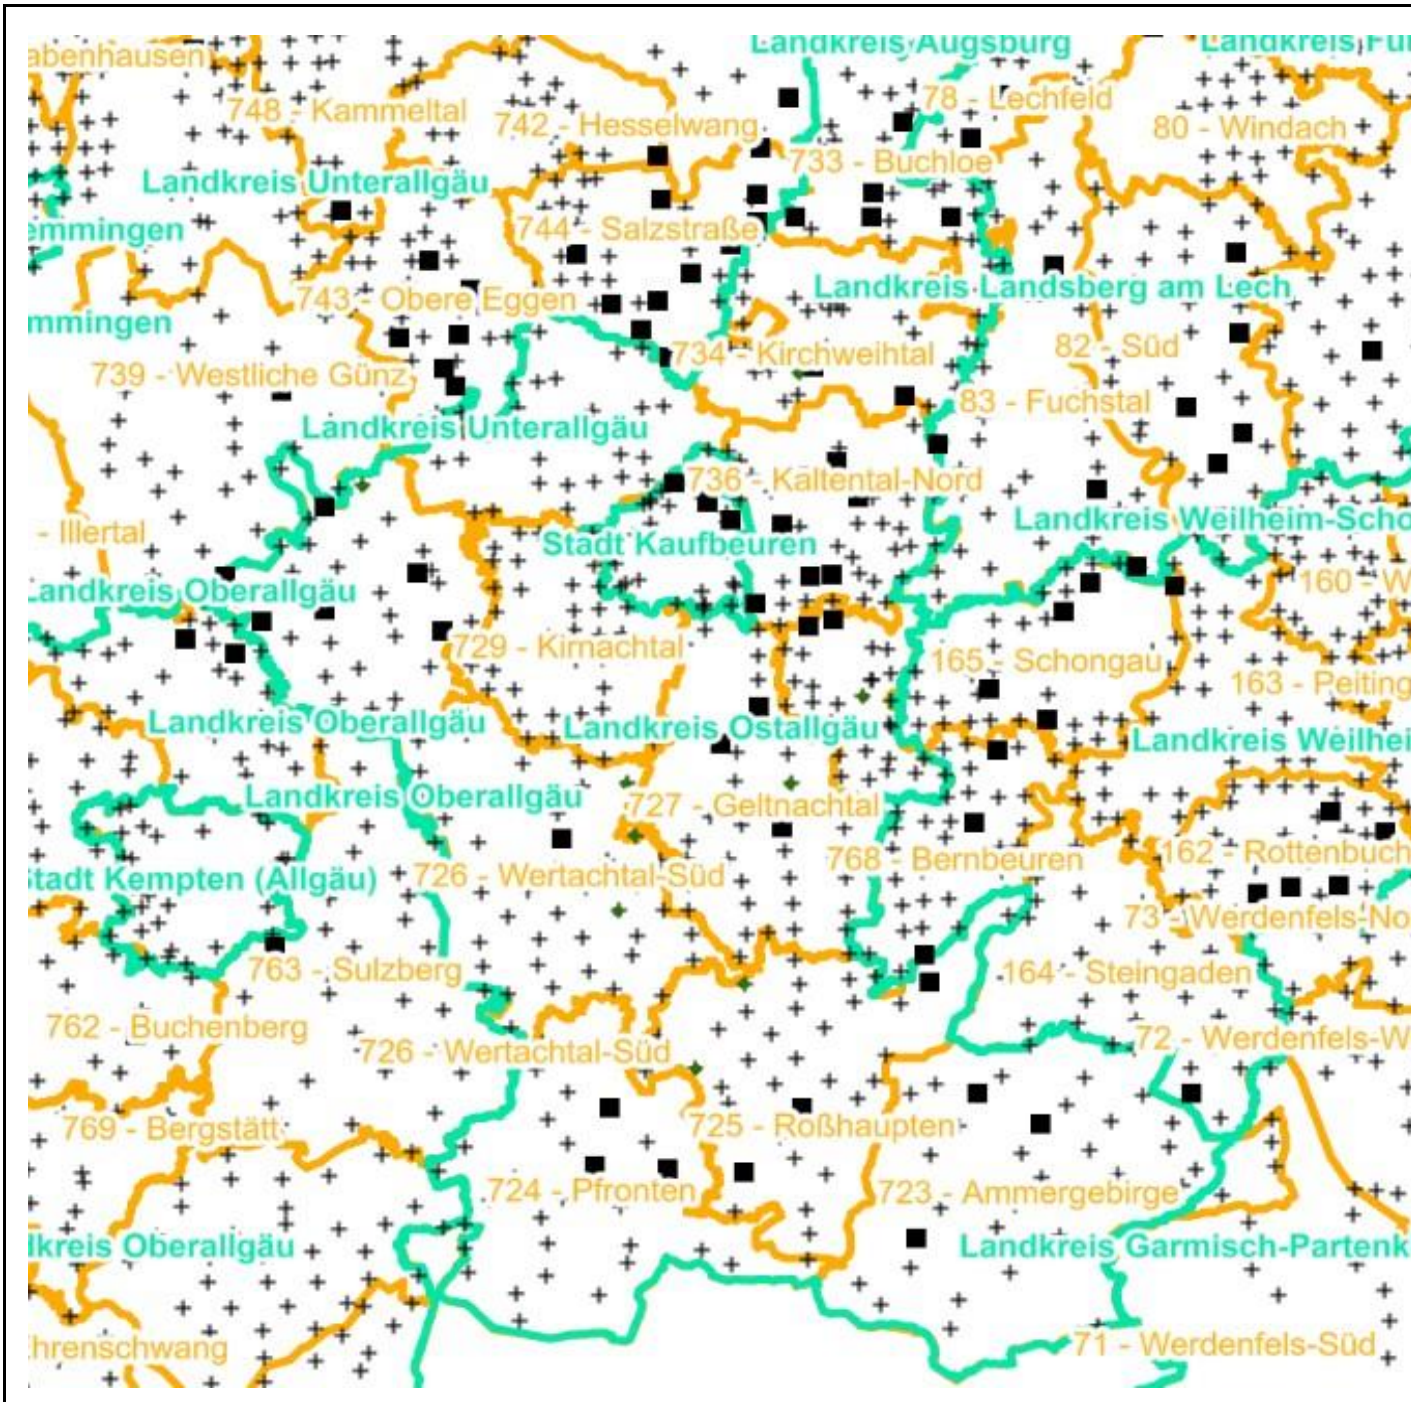 Landkreis Augsburg
abenhausen
78 - Lechfeld
748 - Kammeltal
742 - Hesselwang
80 - Windach
733 - Buchloe
Landkreis Unterallgäu
emmingen
744 - Salzstraße
Landkreis Landsberg am Lech
743 - Obere Eggen
mmingen
734 - Kirchweihtal
82 - Süd
739 - Westliche Günz
83 - Fuchstal
Landkreis Unterallgäu
736 - Kaltental-Nord
Landkreis Weilheim-Scho
- Illertal
Stadt Kaufbeuren
160 - W
Landkreis Oberallgäu
729 - Kirnachtal
165 - Schongau
163 - Peiting
Landkreis Oberallgäu
Landkreis Ostallgäu
Landkreis Weilhei
Landkreis Oberallgäu
727 - Geltnachtal
162 - Rottenbuch
768 - Bernbeuren
Stadt Kempten (Allgäu)
726 - Wertachtal-Süd
73 - Werdenfels-No
763 - Sulzberg
164 - Steingaden
762 - Buchenberg
72 - Werdenfels-W
726 - Wertachtal-Süd
769 - Bergstätt
725 - Roßhaupten
724 - Pfronten
723 - Ammergebirge
lkreis Oberallgäu
Landkreis Garmisch-Partenk
71 - Werdenfels-Süd
hrenschwang